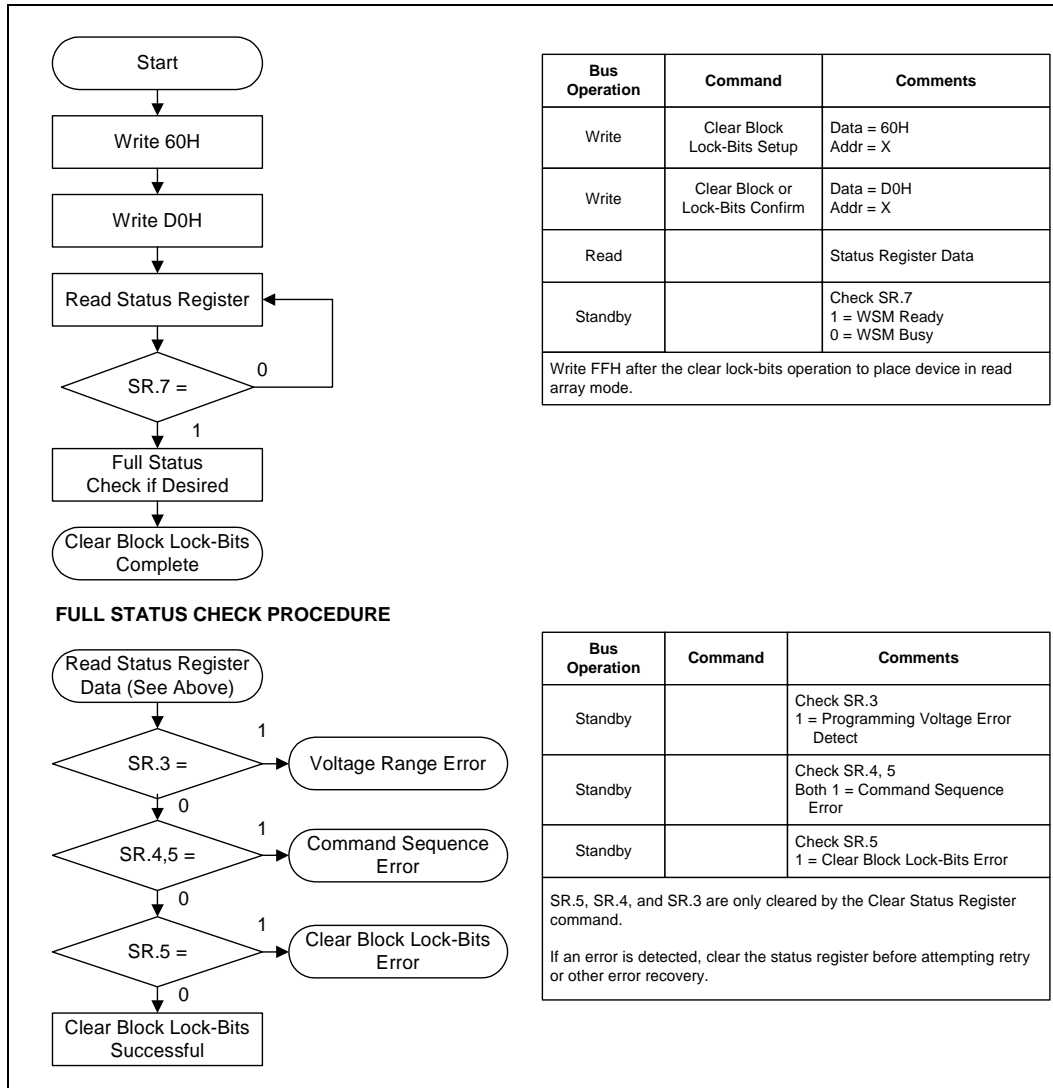 Start
Write 60H
Write D0H
Read Status Register
0
SR.7 =
1
Full Status
Check if Desired
Clear Block Lock-Bits
Complete
Bus
Operation
Command
Comments
Write
Clear Block
Lock-Bits Setup
Data = 60H
Addr = X
Write
Clear Block or
Lock-Bits Confirm
Data = D0H
Addr = X
Read
Status Register Data
Standby
Check SR.7
1 = WSM Ready
0 = WSM Busy
Write FFH after the clear lock-bits operation to place device in read
array mode.
FULL STATUS CHECK PROCEDURE
Read Status Register
Data (See Above)
1
SR.3 =
Voltage Range Error
0
1
SR.4,5 =
Command Sequence
Error
0
1
SR.5 =
Clear Block Lock-Bits
Error
0
Clear Block Lock-Bits
Successful
Bus
Operation
Command
Comments
Standby
Check SR.3
1 = Programming Voltage Error
Detect
Standby
Check SR.4, 5
Both 1 = Command Sequence
Error
Standby
Check SR.5
1 = Clear Block Lock-Bits Error
SR.5, SR.4, and SR.3 are only cleared by the Clear Status Register
command.
If an error is detected, clear the status register before attempting retry
or other error recovery.